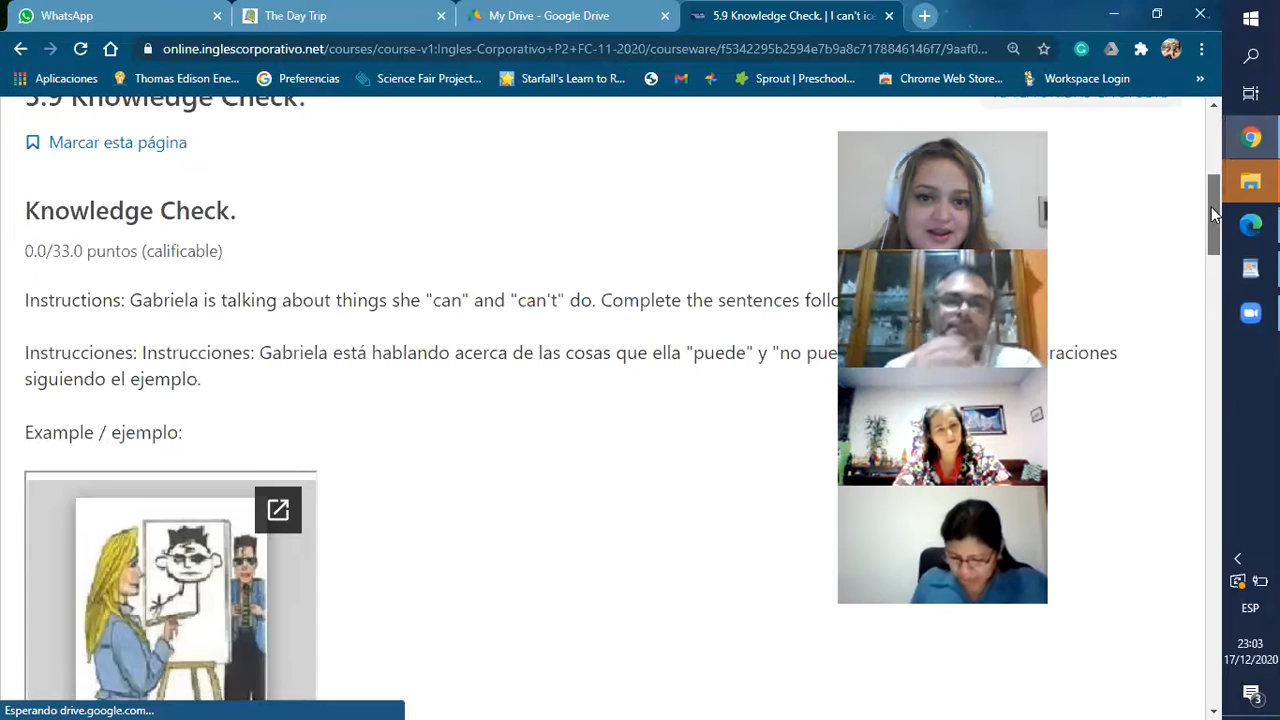 WhatsApp
The Day Trip
My Drive - Google Drive
5.9 Knowledge Check. | I can't ice
online.inglescorporativo.net/courses/course-v1:Ingles-Corporativo+P2+FC-11-2020/courseware/f5342295b2594e7b9a8c7178846146f7/9aaf0...
Aplicaciones
Thomas Edison Ene...
Preferencias
Science Fair Project...
Starfall's Learn to R...
Sprout | Preschool...
Chrome Web Store...
Workspace Login
»
5.9 Knowledge Check.
Marcar esta página
Knowledge Check.
0.0/33.0 puntos (calificable)
Instructions: Gabriela is talking about things she "can" and "can't" do. Complete the sentences follo
Instrucciones: Instrucciones: Gabriela está hablando acerca de las cosas que ella "puede" y "no pue raciones
siguiendo el ejemplo.
Example / ejemplo:
Esperando drive.google.com...
ESP
23:03
17/12/2020
3